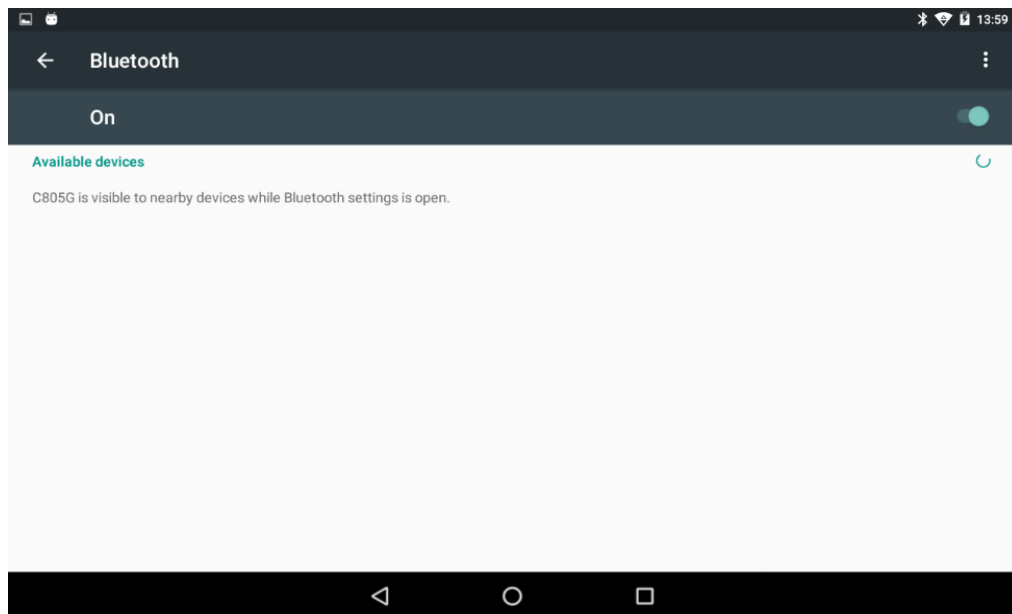 13:59
Bluetooth
On
Available devices
C805G is visible to nearby devices while Bluetooth settings is open.